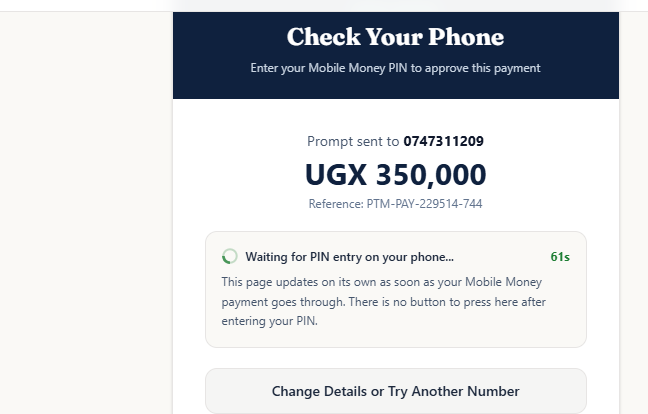 Check Your Phone
Enter your Mobile Money PIN to approve this payment
Prompt sent to 0747311209
UGX 350,000
Reference: PTM-PAY-229514-744
Waiting for PIN entry on your phone... 61s
This page updates on its own as soon as your Mobile Money
payment goes through. There is no button to press here after
entering your PIN.
Change Details or Try Another Number